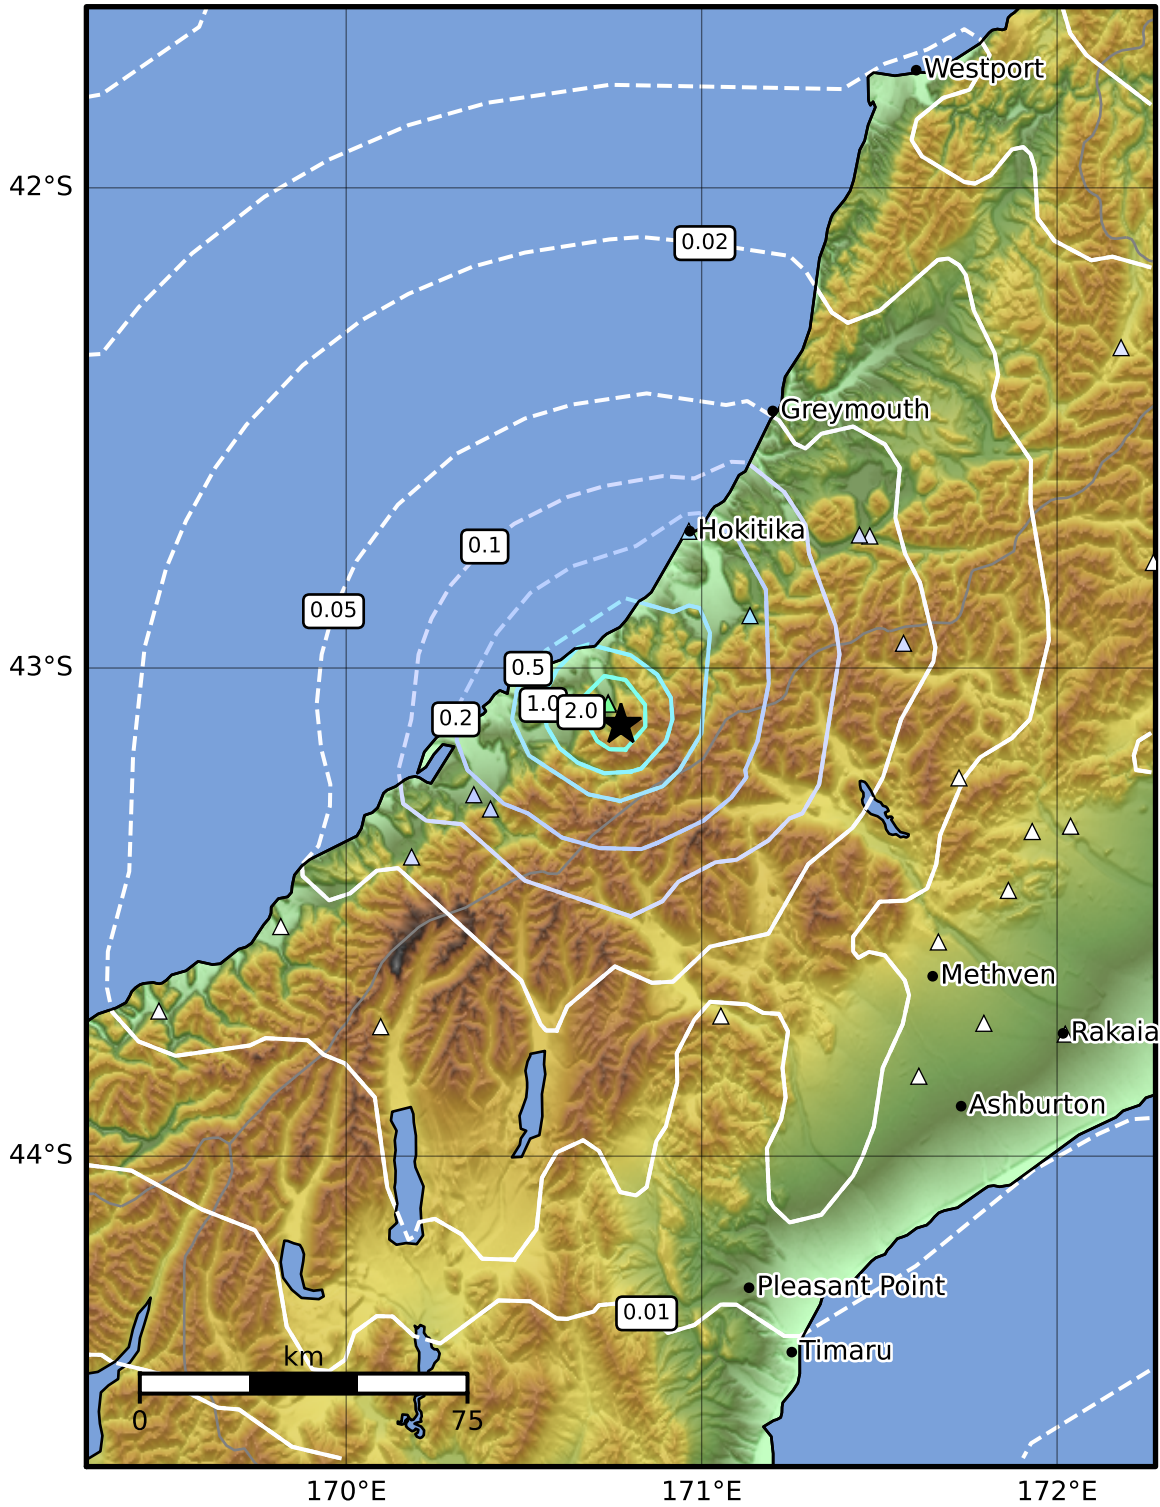 Westport
42°S
0.02
Greymouth
Hokitika
0.1
0.05
43°S
0.5
1.0
2.0
0.2
Methven
Rakaia
Ashburton
44°S
Pleasant Point
0.01
Timaru
km
0 75
170°E 171°E 172°E